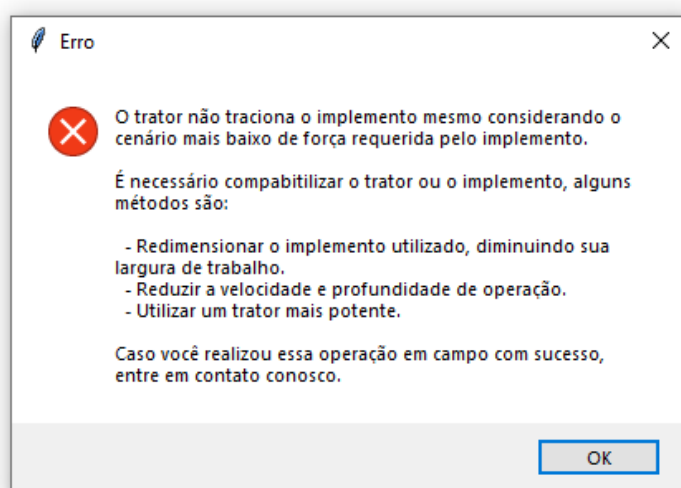 Erro
O trator não traciona o implemento mesmo considerando o
cenário mais baixo de força requerida pelo implemento.
É necessário compabitilizar o trator ou o implemento, alguns
métodos são:
- Redimensionar o implemento utilizado, diminuindo sua
largura de trabalho.
- Reduzir a velocidade e profundidade de operação.
- Utilizar um trator mais potente.
Caso você realizou essa operação em campo com sucesso,
entre em contato conosco.
OK